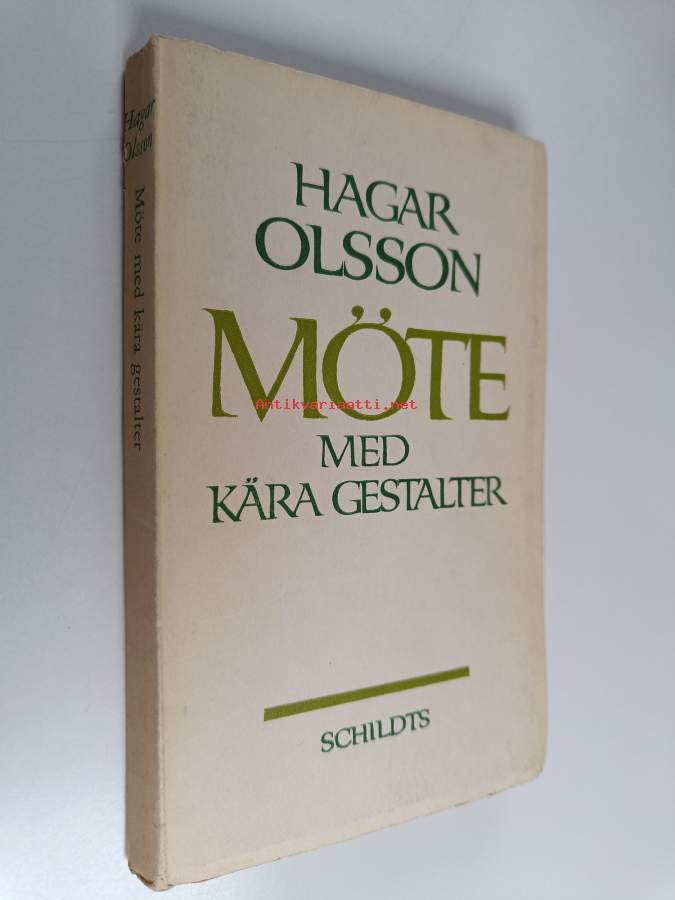 Hagar
Olsson
Möte med kära gestalter
HAGAR
OLSSON
MÖTE
Antikvariaatti.net
MED
KÄRA GESTALTER
SCHILDTS